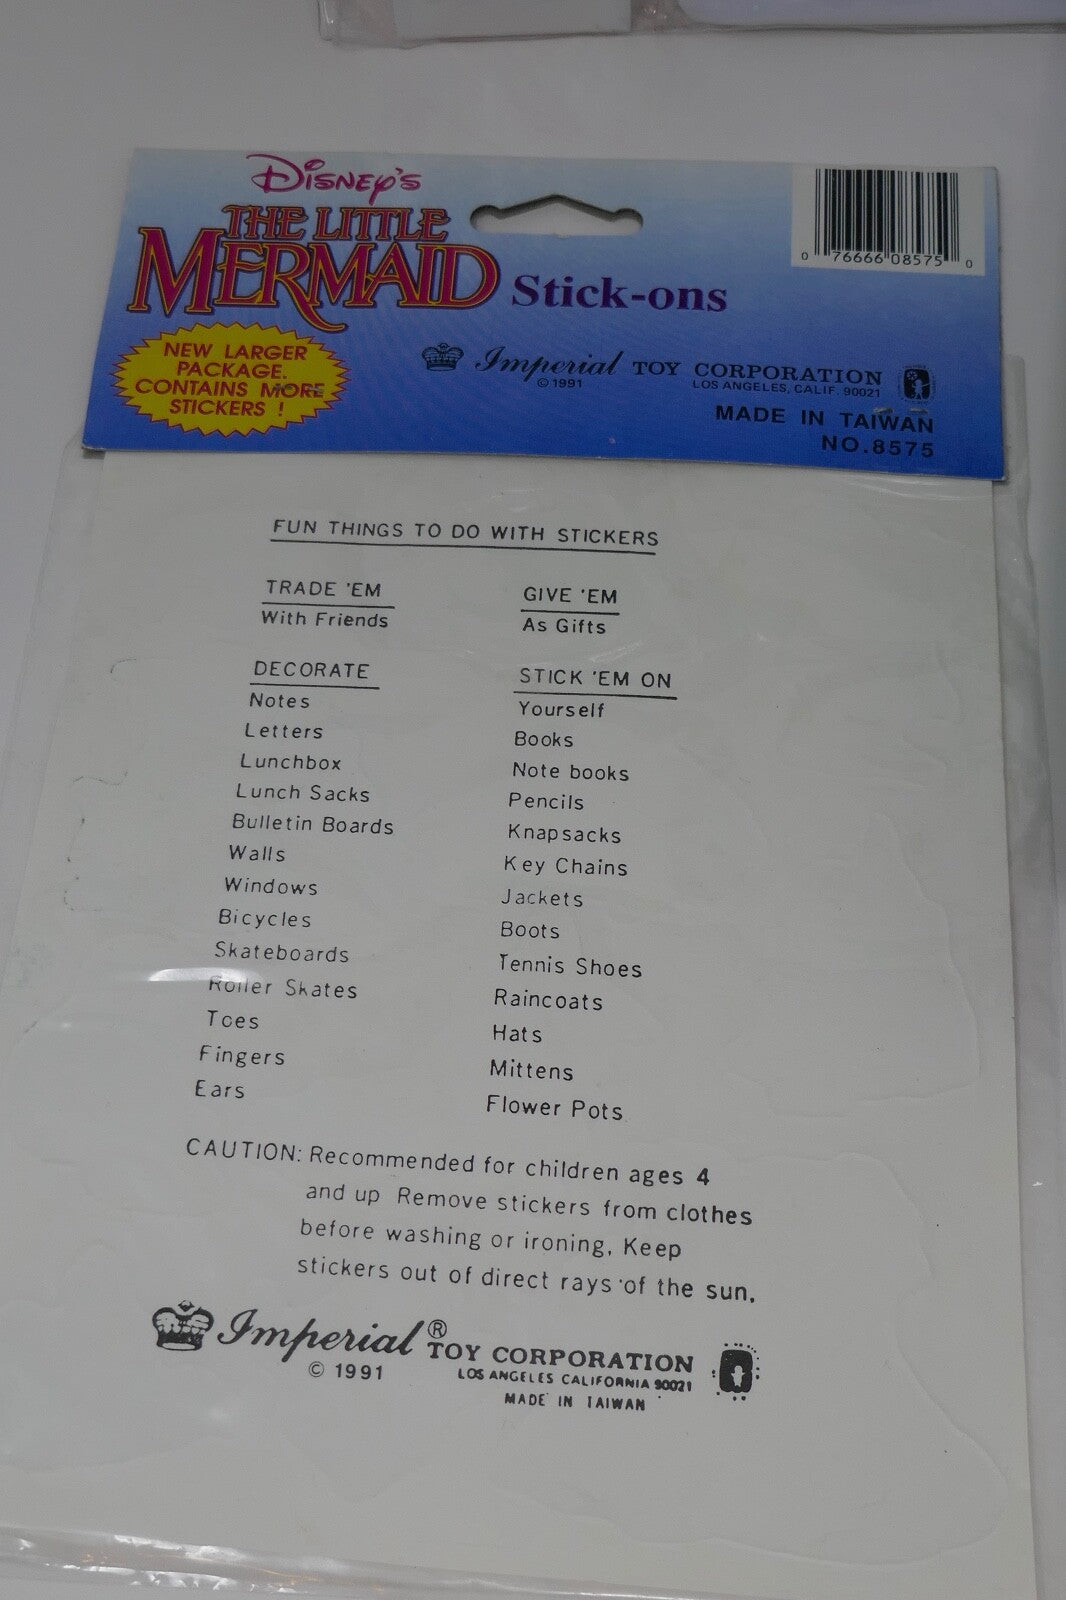 Disney's
THE LITTLE
MERMAID Stick-ons
0 76666 08575 0
NEW LARGER
PACKAGE.
CONTAINS MORE
STICKERS !
Imperial TOY CORPORATION
© 1991 LOS ANGELES, CALIF. 90021
MADE IN TAIWAN
NO.8575
FUN THINGS TO DO WITH STICKERS
TRADE 'EM
With Friends
GIVE 'EM
As Gifts
DECORATE
Notes
Letters
Lunchbox
Lunch Sacks
Bulletin Boards
Walls
Windows
Bicycles
Skateboards
Roller Skates
Toes
Fingers
Ears
STICK 'EM ON
Yourself
Books
Note books
Pencils
Knapsacks
Key Chains
Jackets
Boots
Tennis Shoes
Raincoats
Hats
Mittens
Flower Pots
CAUTION: Recommended for children ages 4
and up Remove stickers from clothes
before washing or ironing, Keep
stickers out of direct rays of the sun.
Imperial ® TOY CORPORATION
© 1991 LOS ANGELES CALIFORNIA 90021
MADE IN TAIWAN